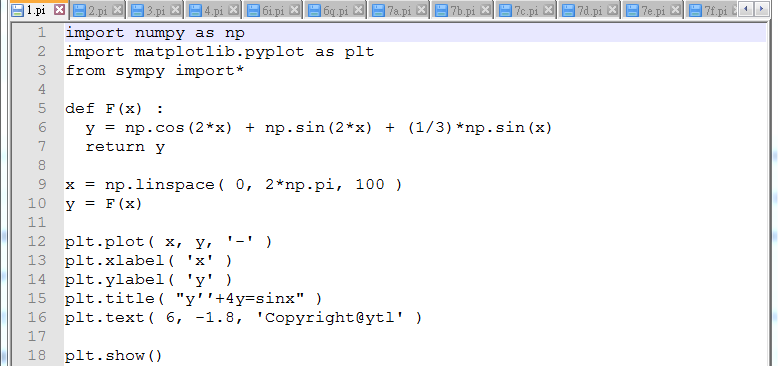 1.pi 2.pi 3.pi 4.pi 6i.pi 6q.pi 7a.pi 7b.pi 7c.pi 7d.pi 7e.pi 7f.pi
1 import numpy as np
2 import matplotlib.pyplot as plt
3 from sympy import*
4
5 def F(x) :
6   y = np.cos(2*x) + np.sin(2*x) + (1/3)*np.sin(x)
7   return y
8
9 x = np.linspace( 0, 2*np.pi, 100 )
10 y = F(x)
11
12 plt.plot( x, y, '-' )
13 plt.xlabel( 'x' )
14 plt.ylabel( 'y' )
15 plt.title( "y′′+4y=sinx" )
16 plt.text( 6, -1.8, 'Copyright@ytl' )
17
18 plt.show()